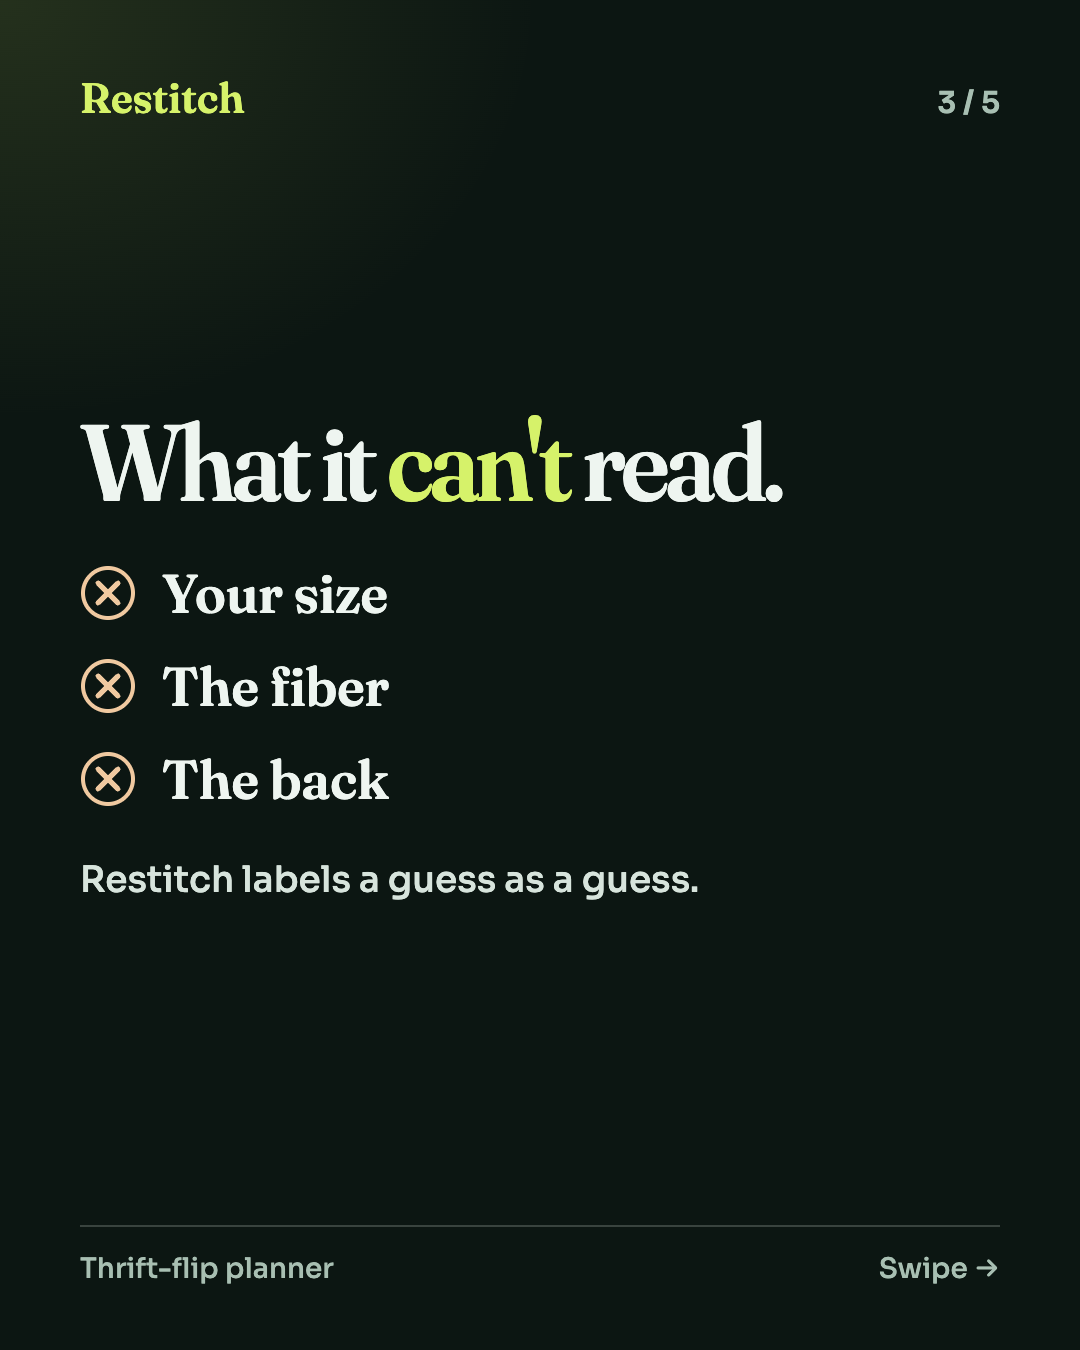 Restitch
3 / 5
What it can't read.
Your size
The fiber
The back
Restitch labels a guess as a guess.
Thrift-flip planner
Swipe →